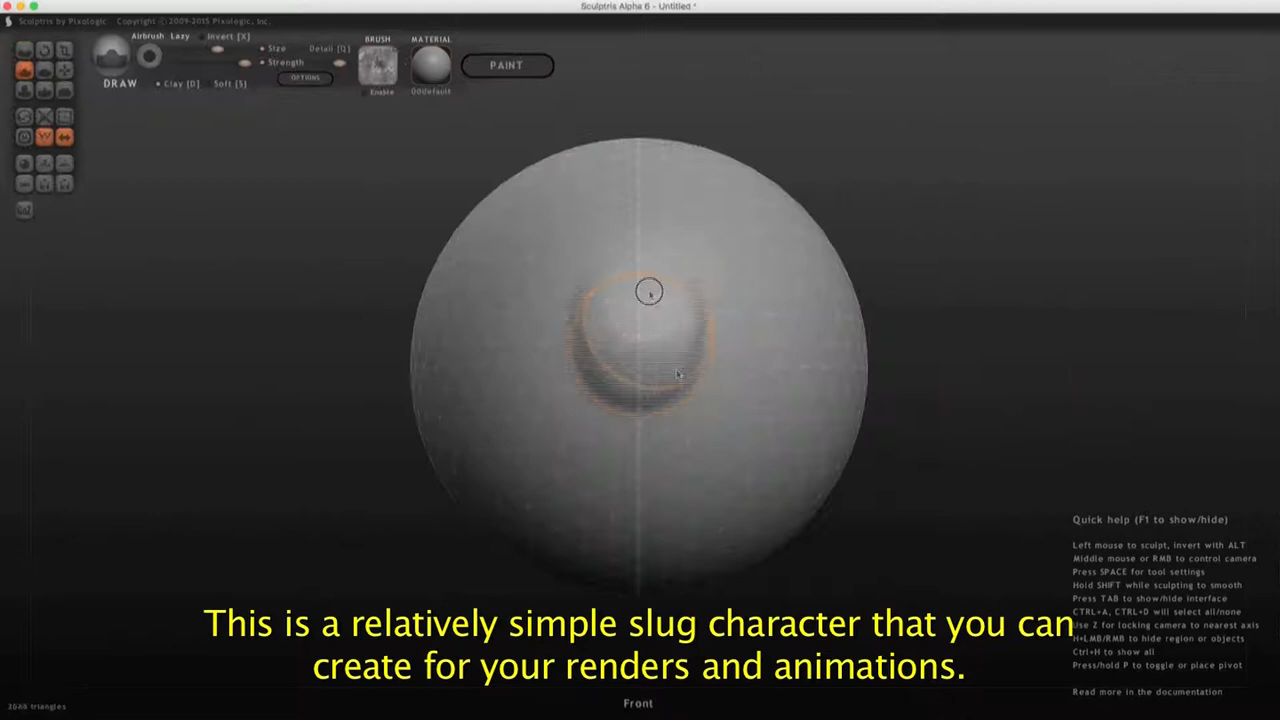 Sculptris Alpha 6 - Untitled *
Sculptris by Pixologic Copyright © 2009-2015 Pixologic, Inc.
Airbrush Lazy Invert [X]
Size Detail [Q]
Strength
OPTIONS
DRAW Clay [D] Soft [S]
BRUSH
Enable
MATERIAL
00default
PAINT
GoZ
Quick help (F1 to show/hide)
Left mouse to sculpt, invert with ALT
Middle mouse or RMB to control camera
Press SPACE for tool settings
Hold SHIFT while sculpting to smooth
Press TAB to show/hide interface
CTRL+A, CTRL+D will select all/none
Use Z for locking camera to nearest axis
H+LMB/RMB to hide region or objects
Ctrl+H to show all
Press/hold P to toggle or place pivot
Read more in the documentation
This is a relatively simple slug character that you can
create for your renders and animations.
Front
triangles